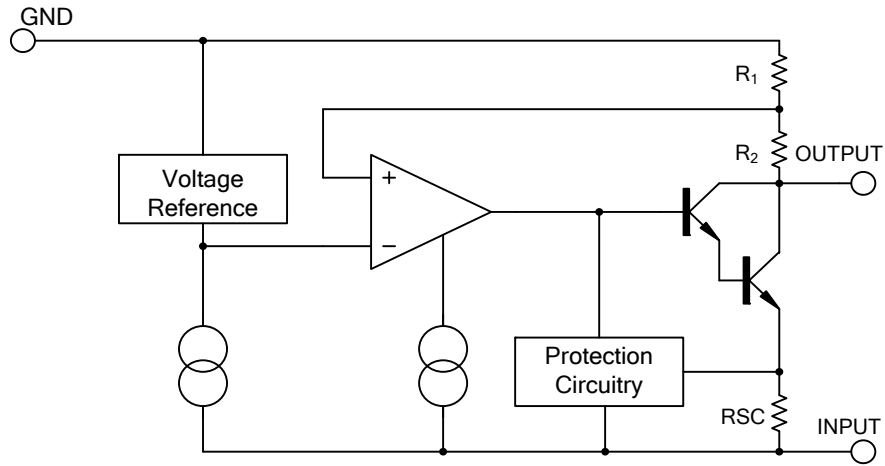 GND
R₁
R₂
OUTPUT
Voltage
Reference
+
−
Protection
Circuitry
RSC
INPUT